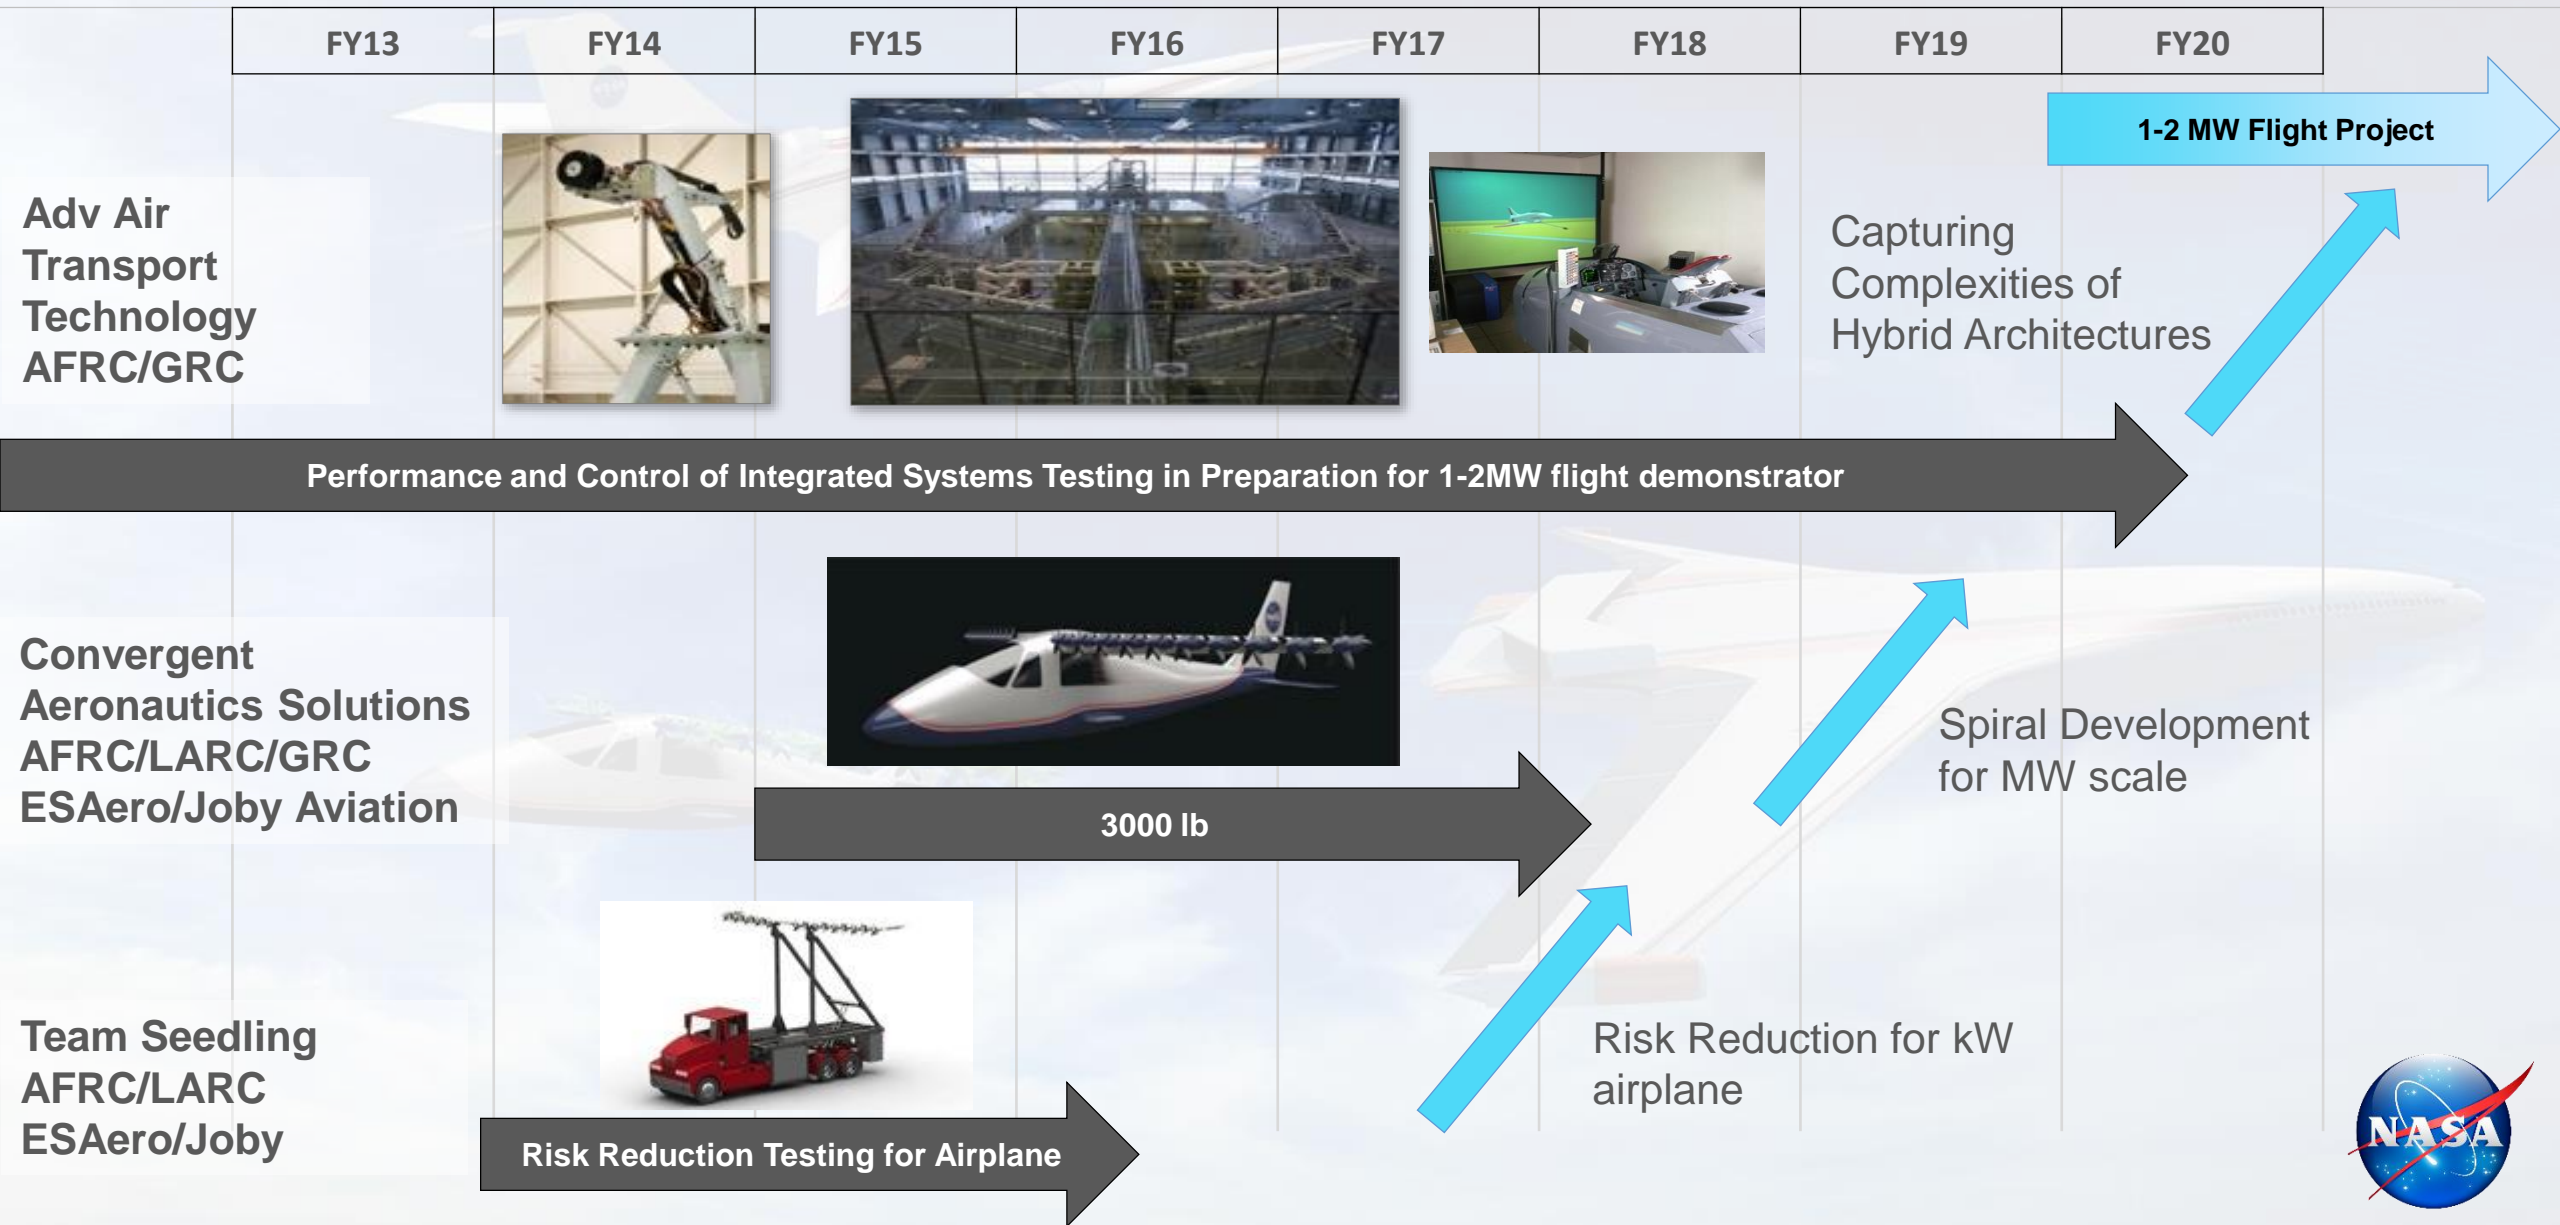 FY13 FY14 FY15 FY16 FY17 FY18 FY19 FY20
1-2 MW Flight Project
Adv Air
Transport
Technology
AFRC/GRC
Capturing
Complexities of
Hybrid Architectures
Performance and Control of Integrated Systems Testing in Preparation for 1-2MW flight demonstrator
Convergent
Aeronautics Solutions
AFRC/LARC/GRC
ESAero/Joby Aviation
3000 lb
Spiral Development
for MW scale
Team Seedling
AFRC/LARC
ESAero/Joby
Risk Reduction Testing for Airplane
Risk Reduction for kW
airplane
NASA